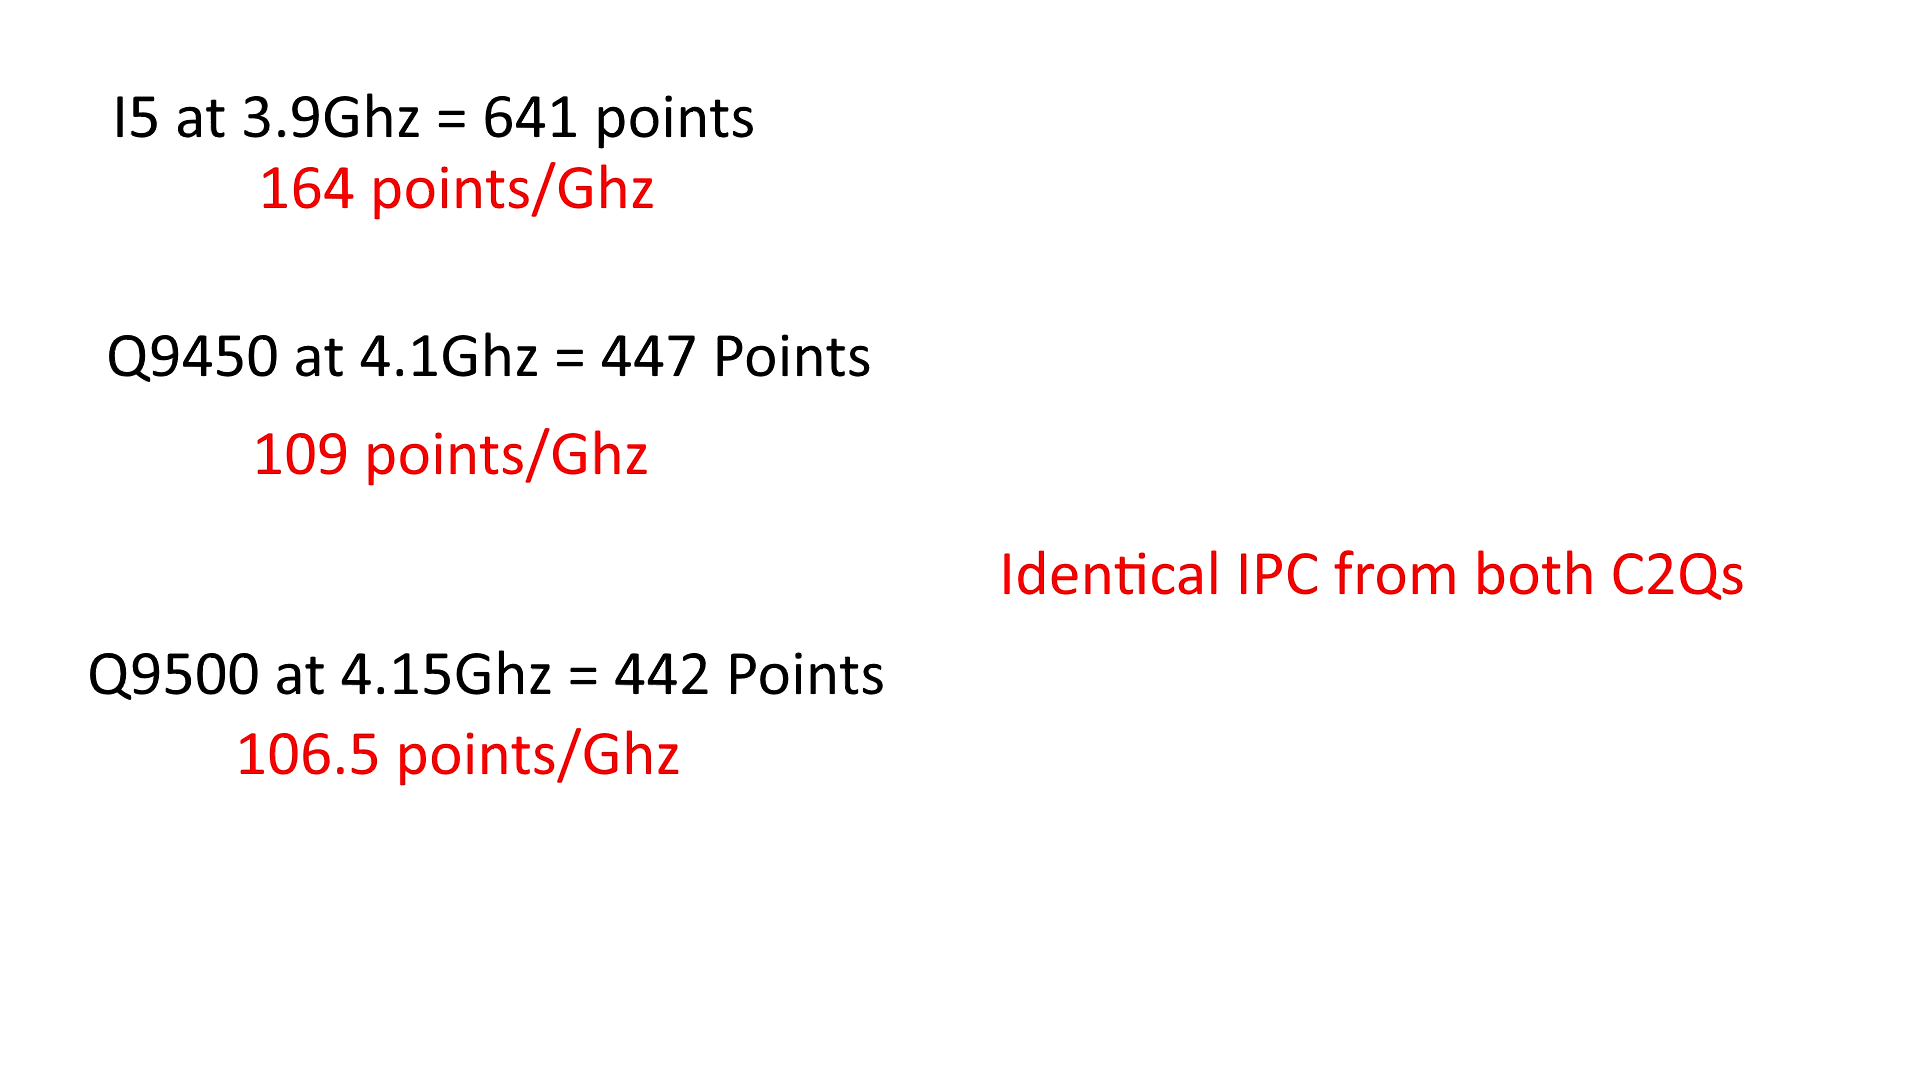 I5 at 3.9Ghz = 641 points
164 points/Ghz
Q9450 at 4.1Ghz = 447 Points
109 points/Ghz
Identical IPC from both C2Qs
Q9500 at 4.15Ghz = 442 Points
106.5 points/Ghz